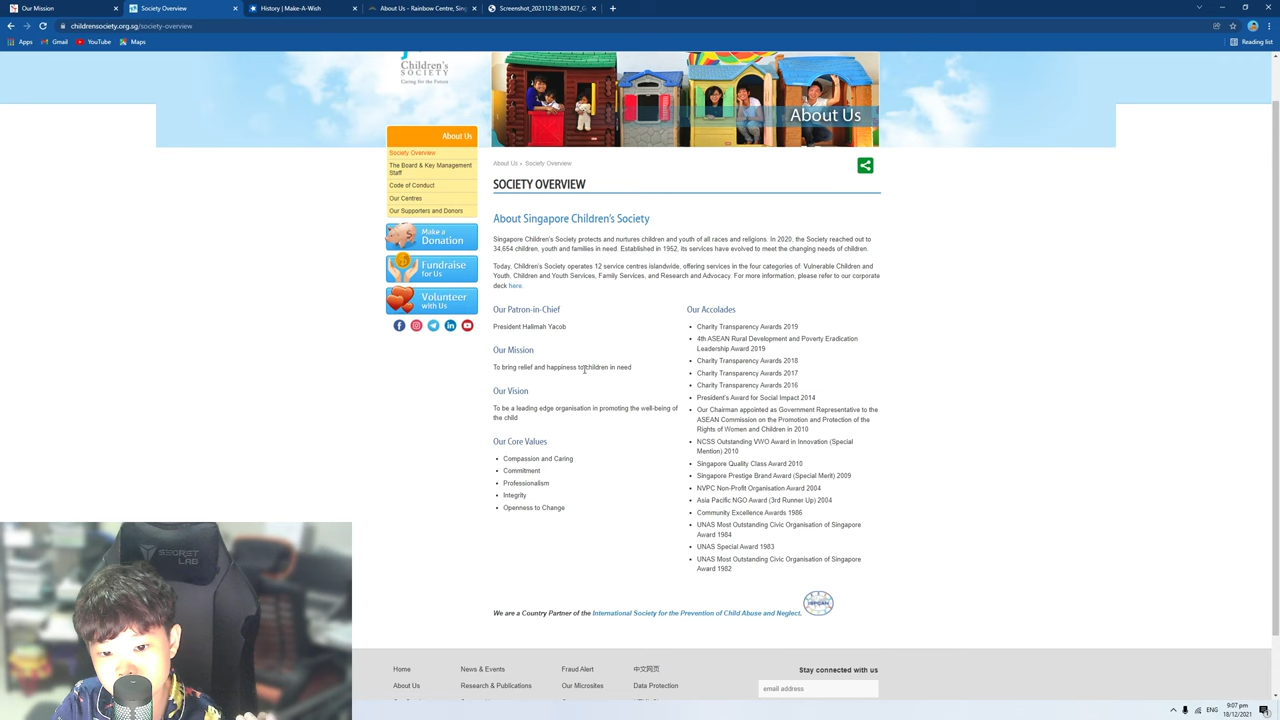 Our Mission
Society Overview
History | Make-A-Wish
About Us - Rainbow Centre, Sin
Screenshot_20211218-201427_G
childrensociety.org.sg/society-overview
Apps
Gmail
YouTube
Maps
Reading list
Children's
SOCIETY
Caring for the Future
About Us
About Us
Society Overview
The Board & Key Management
Staff
Code of Conduct
Our Centres
Our Supporters and Donors
Make a
Donation
Fundraise
for Us
Volunteer
with Us
About Us » Society Overview
SOCIETY OVERVIEW
About Singapore Children's Society
Singapore Children's Society protects and nurtures children and youth of all races and religions. In 2020, the Society reached out to
34,654 children, youth and families in need. Established in 1952, its services have evolved to meet the changing needs of children.
Today, Children's Society operates 12 service centres islandwide, offering services in the four categories of: Vulnerable Children and
Youth, Children and Youth Services, Family Services, and Research and Advocacy. For more information, please refer to our corporate
deck here.
Our Patron-in-Chief
President Halimah Yacob
Our Mission
To bring relief and happiness to children in need
Our Vision
To be a leading edge organisation in promoting the well-being of
the child
Our Core Values
Compassion and Caring
Commitment
Professionalism
Integrity
Openness to Change
Our Accolades
Charity Transparency Awards 2019
4th ASEAN Rural Development and Poverty Eradication
Leadership Award 2019
Charity Transparency Awards 2018
Charity Transparency Awards 2017
Charity Transparency Awards 2016
President's Award for Social Impact 2014
Our Chairman appointed as Government Representative to the
ASEAN Commission on the Promotion and Protection of the
Rights of Women and Children in 2010
NCSS Outstanding VWO Award in Innovation (Special
Mention) 2010
Singapore Quality Class Award 2010
Singapore Prestige Brand Award (Special Merit) 2009
NVPC Non-Profit Organisation Award 2004
Asia Pacific NGO Award (3rd Runner Up) 2004
Community Excellence Awards 1986
UNAS Most Outstanding Civic Organisation of Singapore
Award 1984
UNAS Special Award 1983
UNAS Most Outstanding Civic Organisation of Singapore
Award 1982
We are a Country Partner of the International Society for the Prevention of Child Abuse and Neglect.
ISPCAN
SECRET
LAB
Home
News & Events
Fraud Alert
中文网页
Stay connected with us
About Us
Research & Publications
Our Microsites
Data Protection
email address
ENG
9:07 pm
18/12/2021